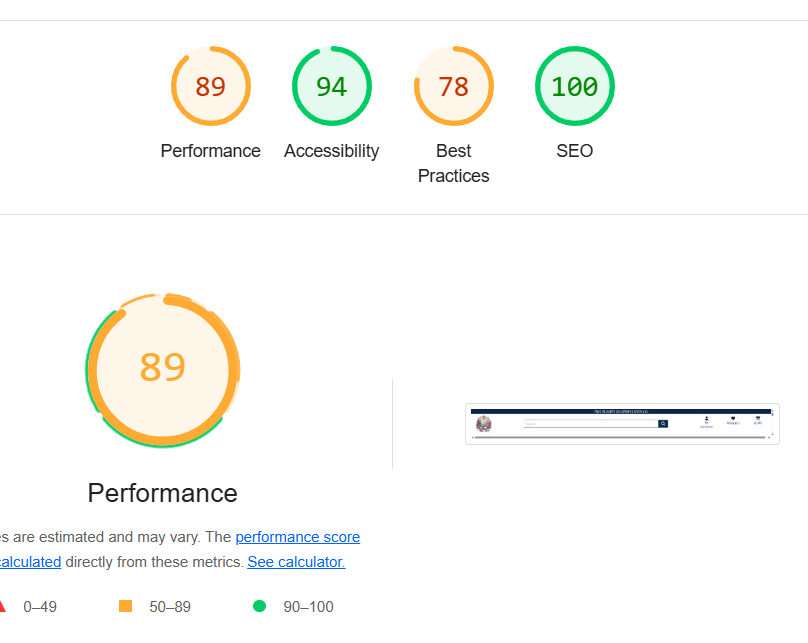 89
94
78
100
Performance
Accessibility
Best
Practices
SEO
89
Performance
es are estimated and may vary. The performance score
calculated directly from these metrics. See calculator.
0–49
50–89
90–100